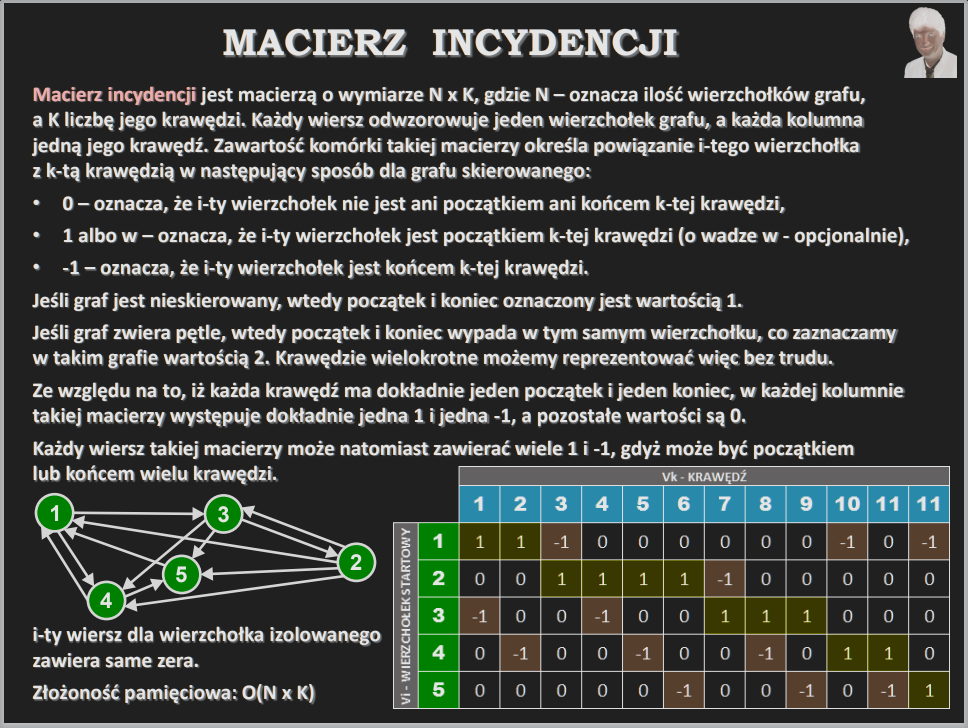 MACIERZ INCYDENCJI
Macierz incydencji jest macierzą o wymiarze N x K, gdzie N – oznacza ilość wierzchołków grafu,
a K liczbę jego krawędzi. Każdy wiersz odwzorowuje jeden wierzchołek grafu, a każda kolumna
jedną jego krawędź. Zawartość komórki takiej macierzy określa powiązanie i-tego wierzchołka
z k-tą krawędzią w następujący sposób dla grafu skierowanego:
• 0 – oznacza, że i-ty wierzchołek nie jest ani początkiem ani końcem k-tej krawędzi,
• 1 albo w – oznacza, że i-ty wierzchołek jest początkiem k-tej krawędzi (o wadze w - opcjonalnie),
• -1 – oznacza, że i-ty wierzchołek jest końcem k-tej krawędzi.
Jeśli graf jest nieskierowany, wtedy początek i koniec oznaczony jest wartością 1.
Jeśli graf zwiera pętle, wtedy początek i koniec wypada w tym samym wierzchołku, co zaznaczamy
w takim grafie wartością 2. Krawędzie wielokrotne możemy reprezentować więc bez trudu.
Ze względu na to, iż każda krawędź ma dokładnie jeden początek i jeden koniec, w każdej kolumnie
takiej macierzy występuje dokładnie jedna 1 i jedna -1, a pozostałe wartości są 0.
Każdy wiersz takiej macierzy może natomiast zawierać wiele 1 i -1, gdyż może być początkiem
lub końcem wielu krawędzi.
1
3
2
5
4
i-ty wiersz dla wierzchołka izolowanego
zawiera same zera.
Złożoność pamięciowa: O(N x K)
Vk - KRAWĘDŹ
1 2 3 4 5 6 7 8 9 10 11 11
Vi - WIERZCHOŁEK STARTOWY
1 1 1 -1 0 0 0 0 0 0 -1 0 -1
2 0 0 1 1 1 1 -1 0 0 0 0 0
3 -1 0 0 -1 0 0 1 1 1 0 0 0
4 0 -1 0 0 -1 0 0 -1 0 1 1 0
5 0 0 0 0 0 -1 0 0 -1 0 -1 1